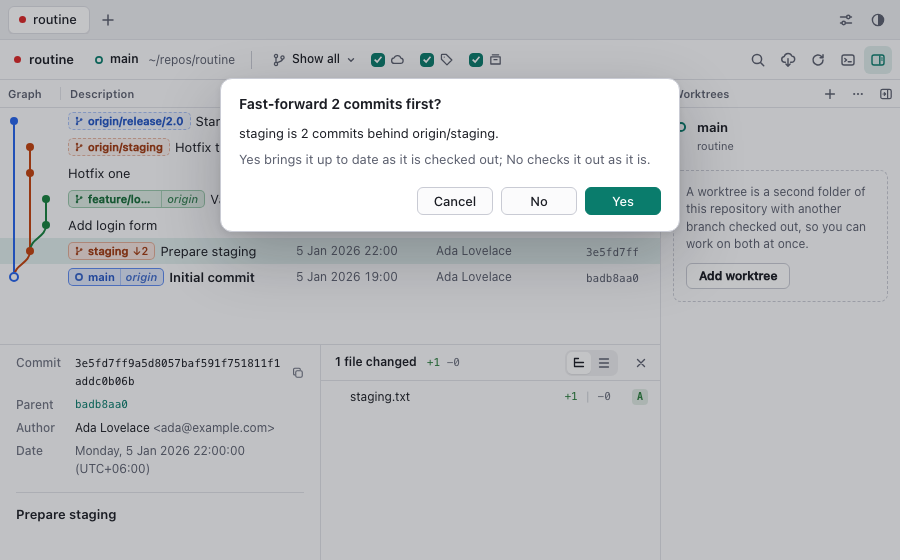 routine
routine
main
~/repos/routine
Show all
Graph
Description
Worktrees
origin/release/2.0
Star
origin/staging
Hotfix t
Hotfix one
feature/lo...
origin
Add login form
staging ↓2
Prepare staging
5 Jan 2026 22:00
Ada Lovelace
3e5fd7ff
main
origin
Initial commit
5 Jan 2026 19:00
Ada Lovelace
badb8aa0
Fast-forward 2 commits first?
staging is 2 commits behind origin/staging.
Yes brings it up to date as it is checked out; No checks it out as it is.
Cancel
No
Yes
main
routine
A worktree is a second folder of
this repository with another
branch checked out, so you can
work on both at once.
Add worktree
Commit
3e5fd7ff9a5d8057baf591f751811f1
addc0b06b
Parent
badb8aa0
Author
Ada Lovelace <ada@example.com>
Date
Monday, 5 Jan 2026 22:00:00
(UTC+06:00)
Prepare staging
1 file changed
+1 −0
staging.txt
+1
−0
A